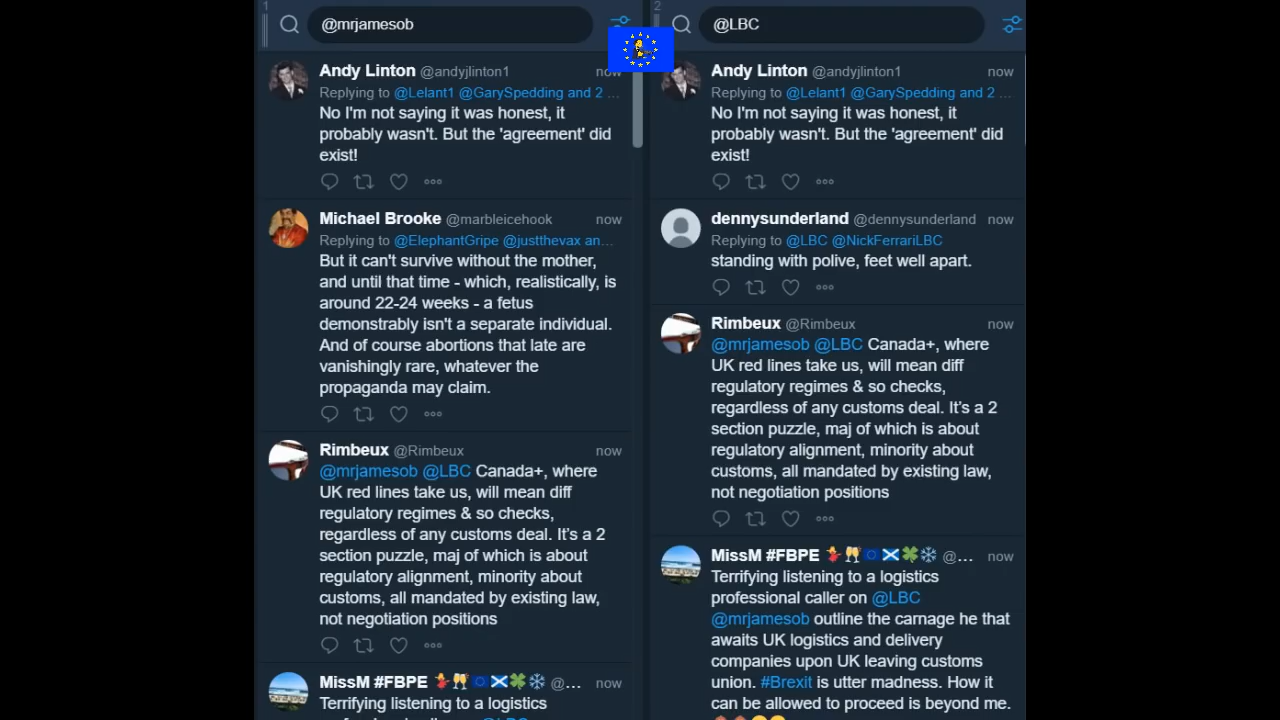 1
@mrjamesob
Andy Linton @andyjlinton1 now
Replying to @Lelant1 @GarySpedding and 2 ...
No I'm not saying it was honest, it
probably wasn't. But the 'agreement' did
exist!
Michael Brooke @marbleicehook now
Replying to @ElephantGripe @justthevax an...
But it can't survive without the mother,
and until that time - which, realistically, is
around 22-24 weeks - a fetus
demonstrably isn't a separate individual.
And of course abortions that late are
vanishingly rare, whatever the
propaganda may claim.
Rimbeux @Rimbeux now
@mrjamesob @LBC Canada+, where
UK red lines take us, will mean diff
regulatory regimes & so checks,
regardless of any customs deal. It's a 2
section puzzle, maj of which is about
regulatory alignment, minority about
customs, all mandated by existing law,
not negotiation positions
MissM #FBPE 💃🥂🇪🇺🏴󠁧󠁢󠁳󠁣󠁴󠁿🍀❄ @... now
Terrifying listening to a logistics
2
@LBC
Andy Linton @andyjlinton1 now
Replying to @Lelant1 @GarySpedding and 2 ...
No I'm not saying it was honest, it
probably wasn't. But the 'agreement' did
exist!
dennysunderland @dennysunderland now
Replying to @LBC @NickFerrariLBC
standing with polive, feet well apart.
Rimbeux @Rimbeux now
@mrjamesob @LBC Canada+, where
UK red lines take us, will mean diff
regulatory regimes & so checks,
regardless of any customs deal. It's a 2
section puzzle, maj of which is about
regulatory alignment, minority about
customs, all mandated by existing law,
not negotiation positions
MissM #FBPE 💃🥂🇪🇺🏴󠁧󠁢󠁳󠁣󠁴󠁿🍀❄ @... now
Terrifying listening to a logistics
professional caller on @LBC
@mrjamesob outline the carnage he that
awaits UK logistics and delivery
companies upon UK leaving customs
union. #Brexit is utter madness. How it
can be allowed to proceed is beyond me.